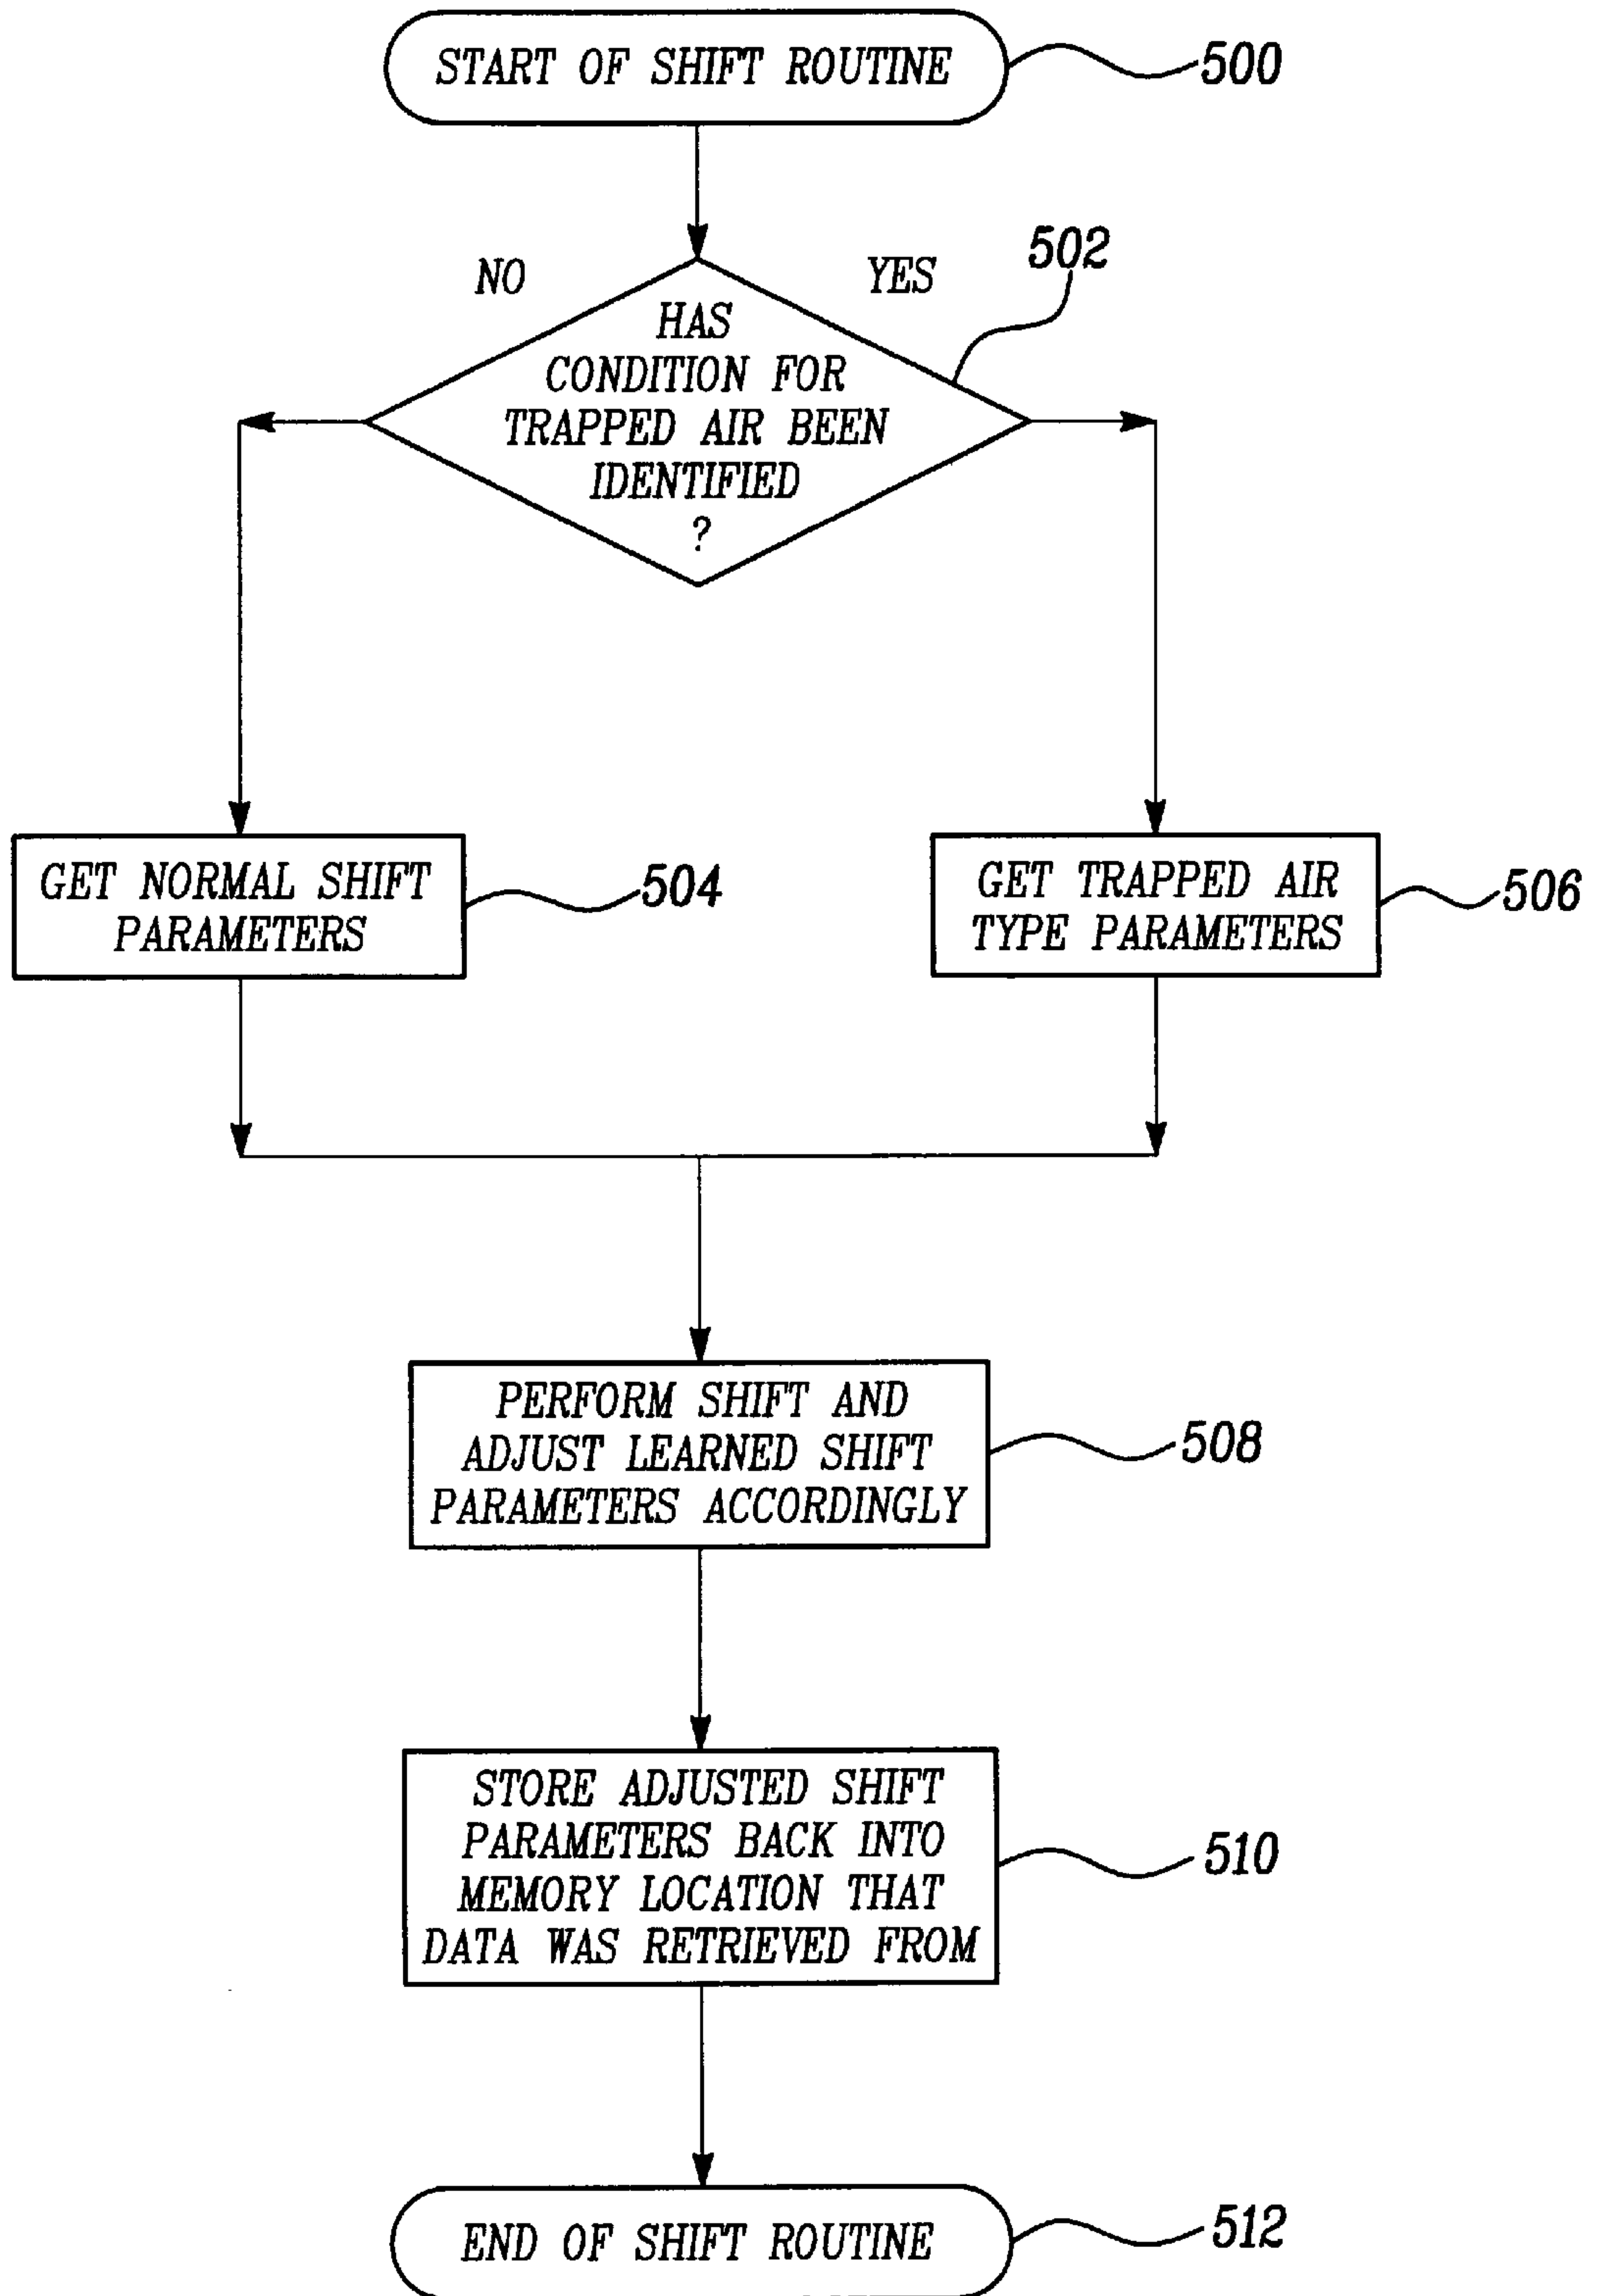 START OF SHIFT ROUTINE
500
NO
YES
502
HAS
CONDITION FOR
TRAPPED AIR BEEN
IDENTIFIED
?
GET NORMAL SHIFT
PARAMETERS
504
GET TRAPPED AIR
TYPE PARAMETERS
506
PERFORM SHIFT AND
ADJUST LEARNED SHIFT
PARAMETERS ACCORDINGLY
508
STORE ADJUSTED SHIFT
PARAMETERS BACK INTO
MEMORY LOCATION THAT
DATA WAS RETRIEVED FROM
510
END OF SHIFT ROUTINE
512